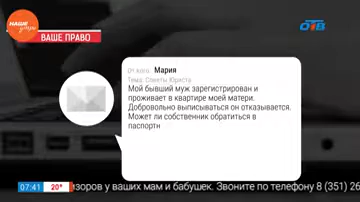 НАШЕ
утро
ВАШЕ ПРАВО
ОТВ
От кого: Мария
Тема: Советы Юриста
Мой бывший муж зарегистрирован и
проживает в квартире моей матери.
Добровольно выписываться он отказывается.
Может ли собственник обратиться в
паспортн
07:41 20° изоров у ваших мам и бабушек. Звоните по телефону 8 (351) 26